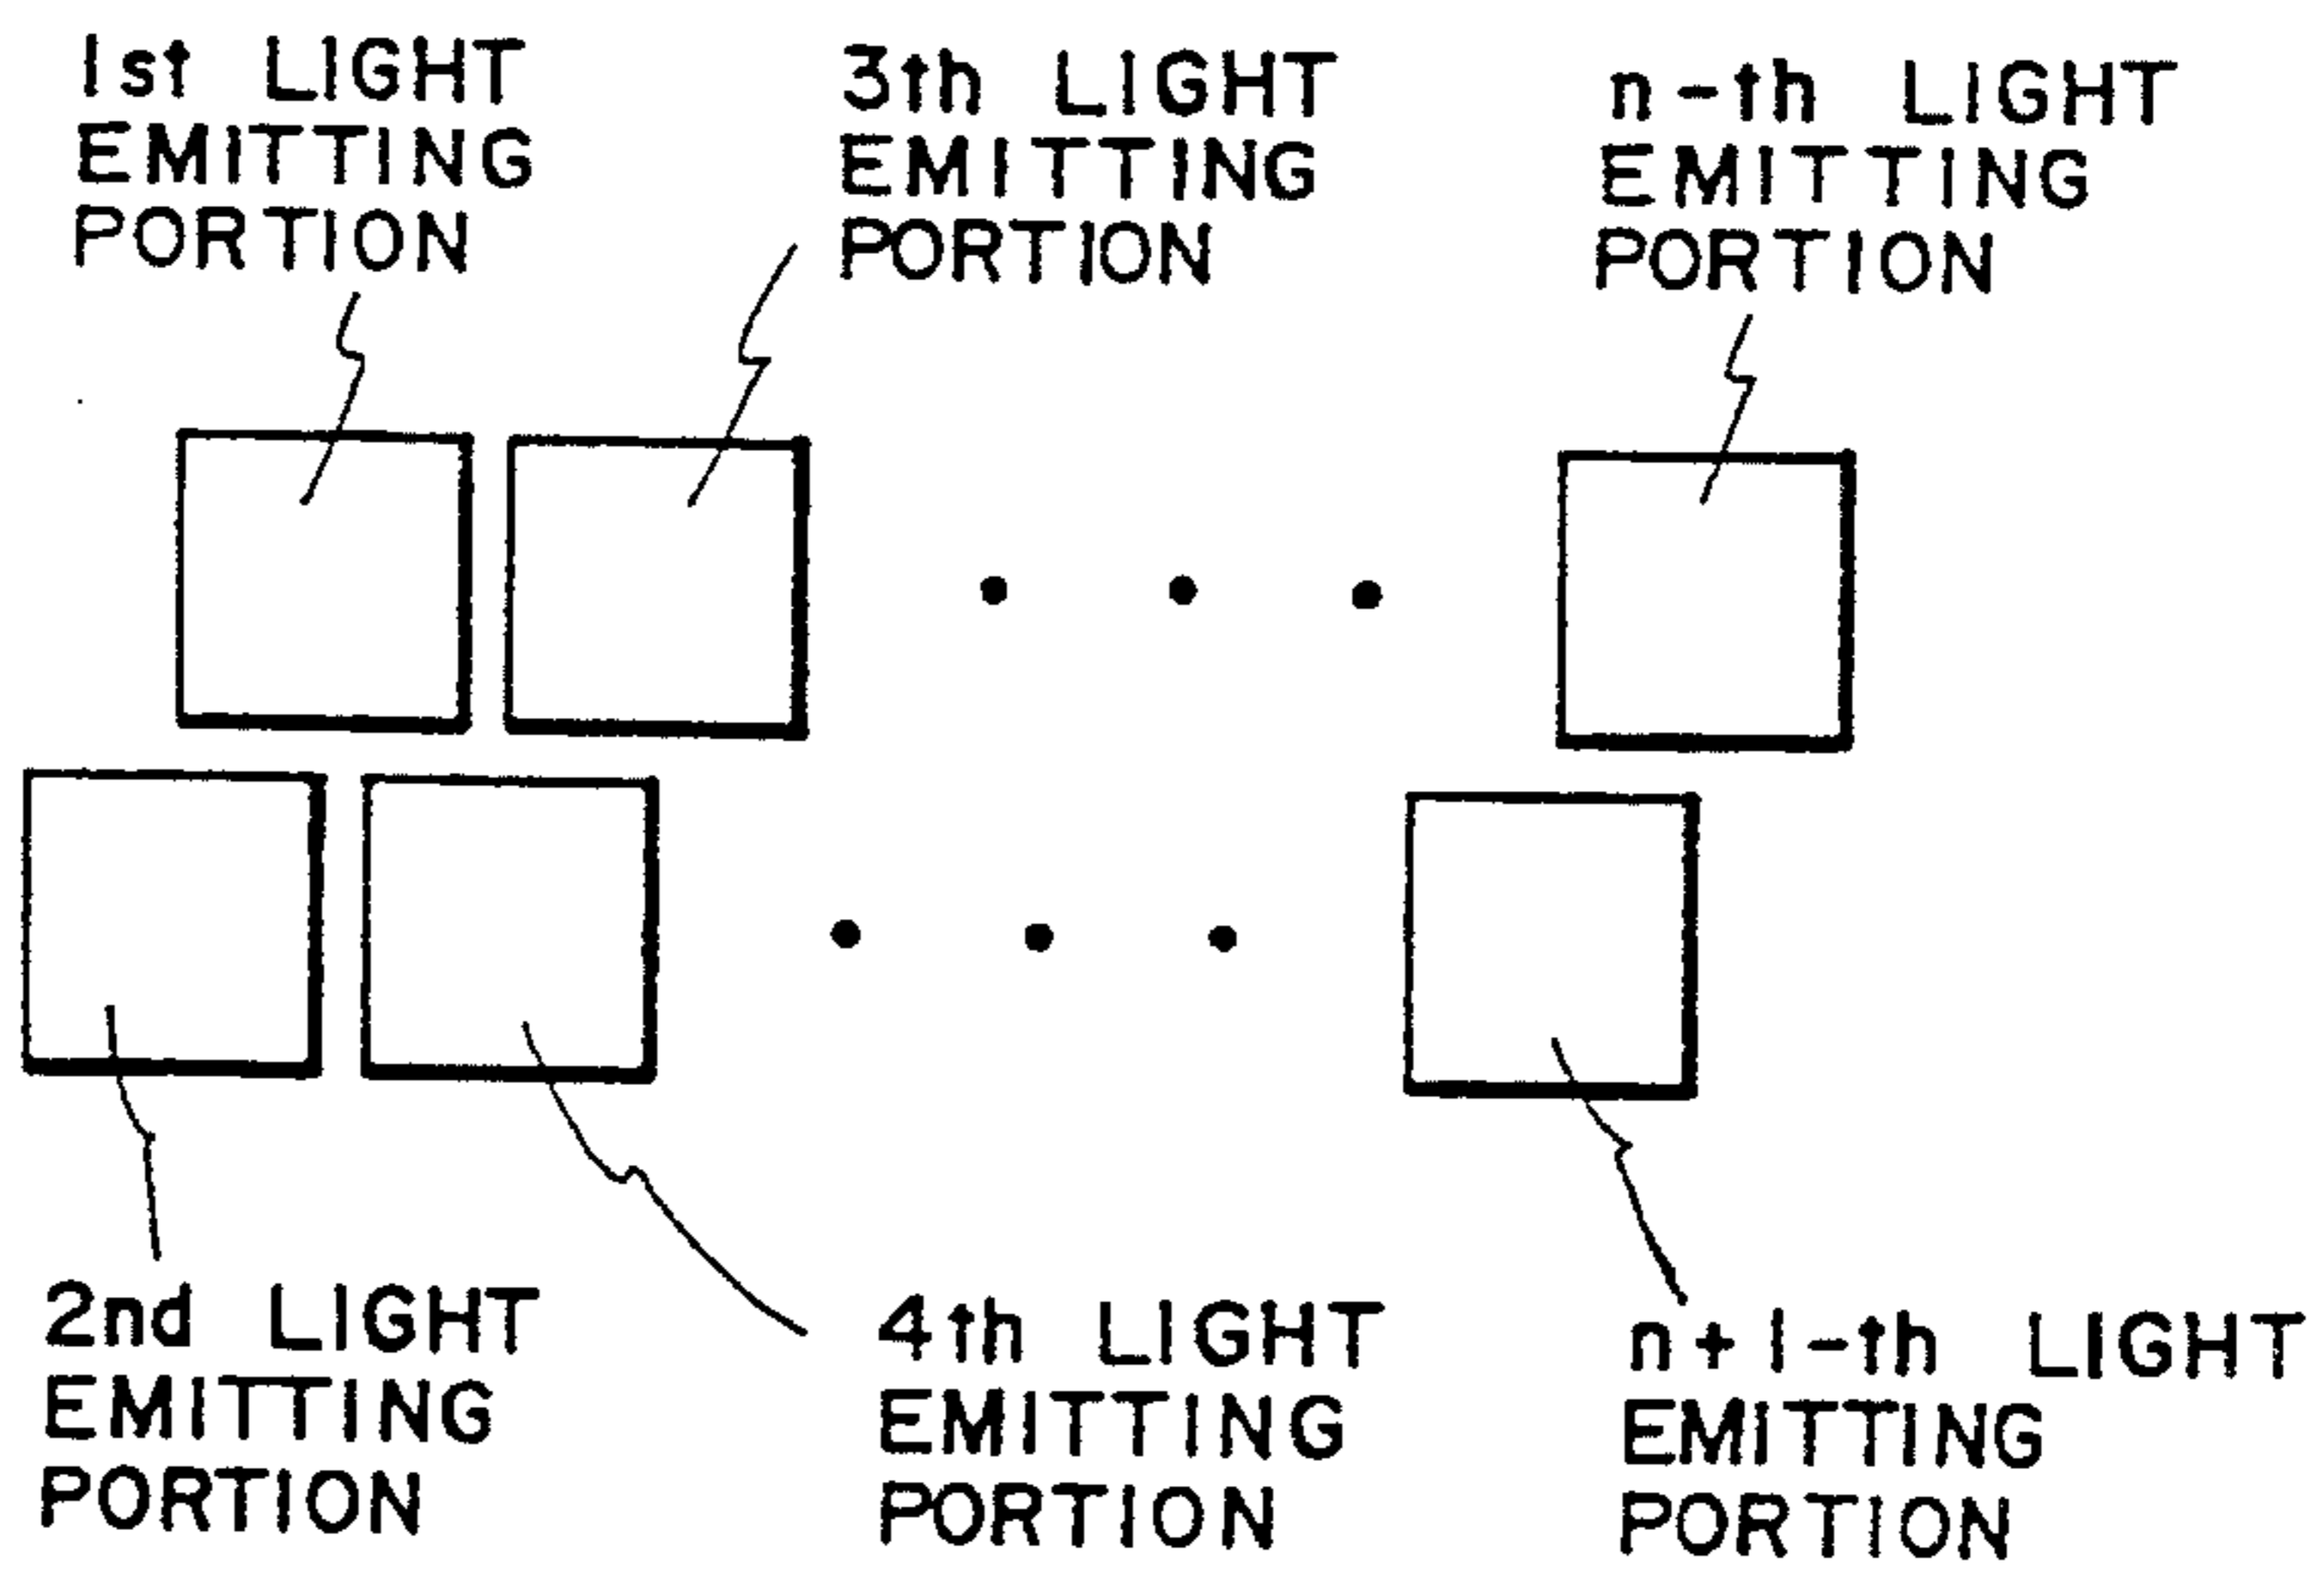 1st LIGHT
EMITTING
PORTION
3th LIGHT
EMITTING
PORTION
n-th LIGHT
EMITTING
PORTION
2nd LIGHT
EMITTING
PORTION
4th LIGHT
EMITTING
PORTION
n+1-th LIGHT
EMITTING
PORTION